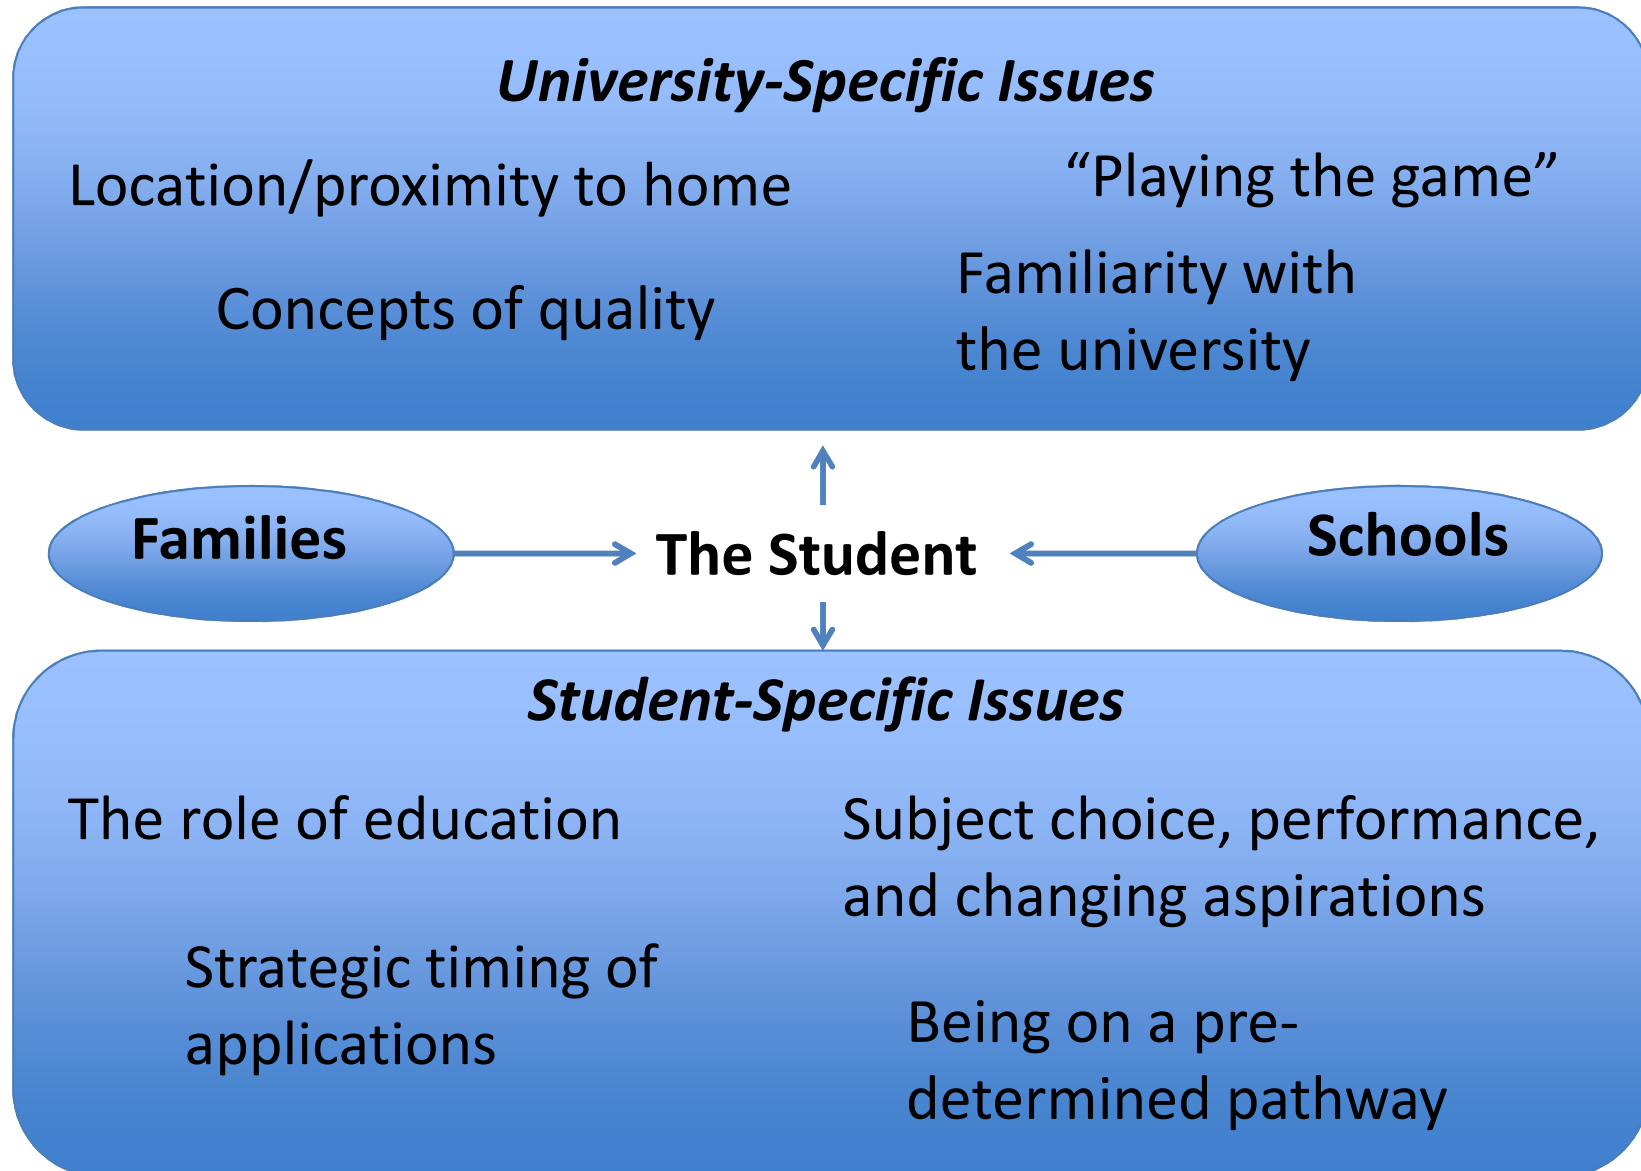 University-Specific Issues
Location/proximity to home
“Playing the game”
Concepts of quality
Familiarity with
the university
Families
The Student
Schools
Student-Specific Issues
The role of education
Subject choice, performance,
and changing aspirations
Strategic timing of
applications
Being on a pre-
determined pathway